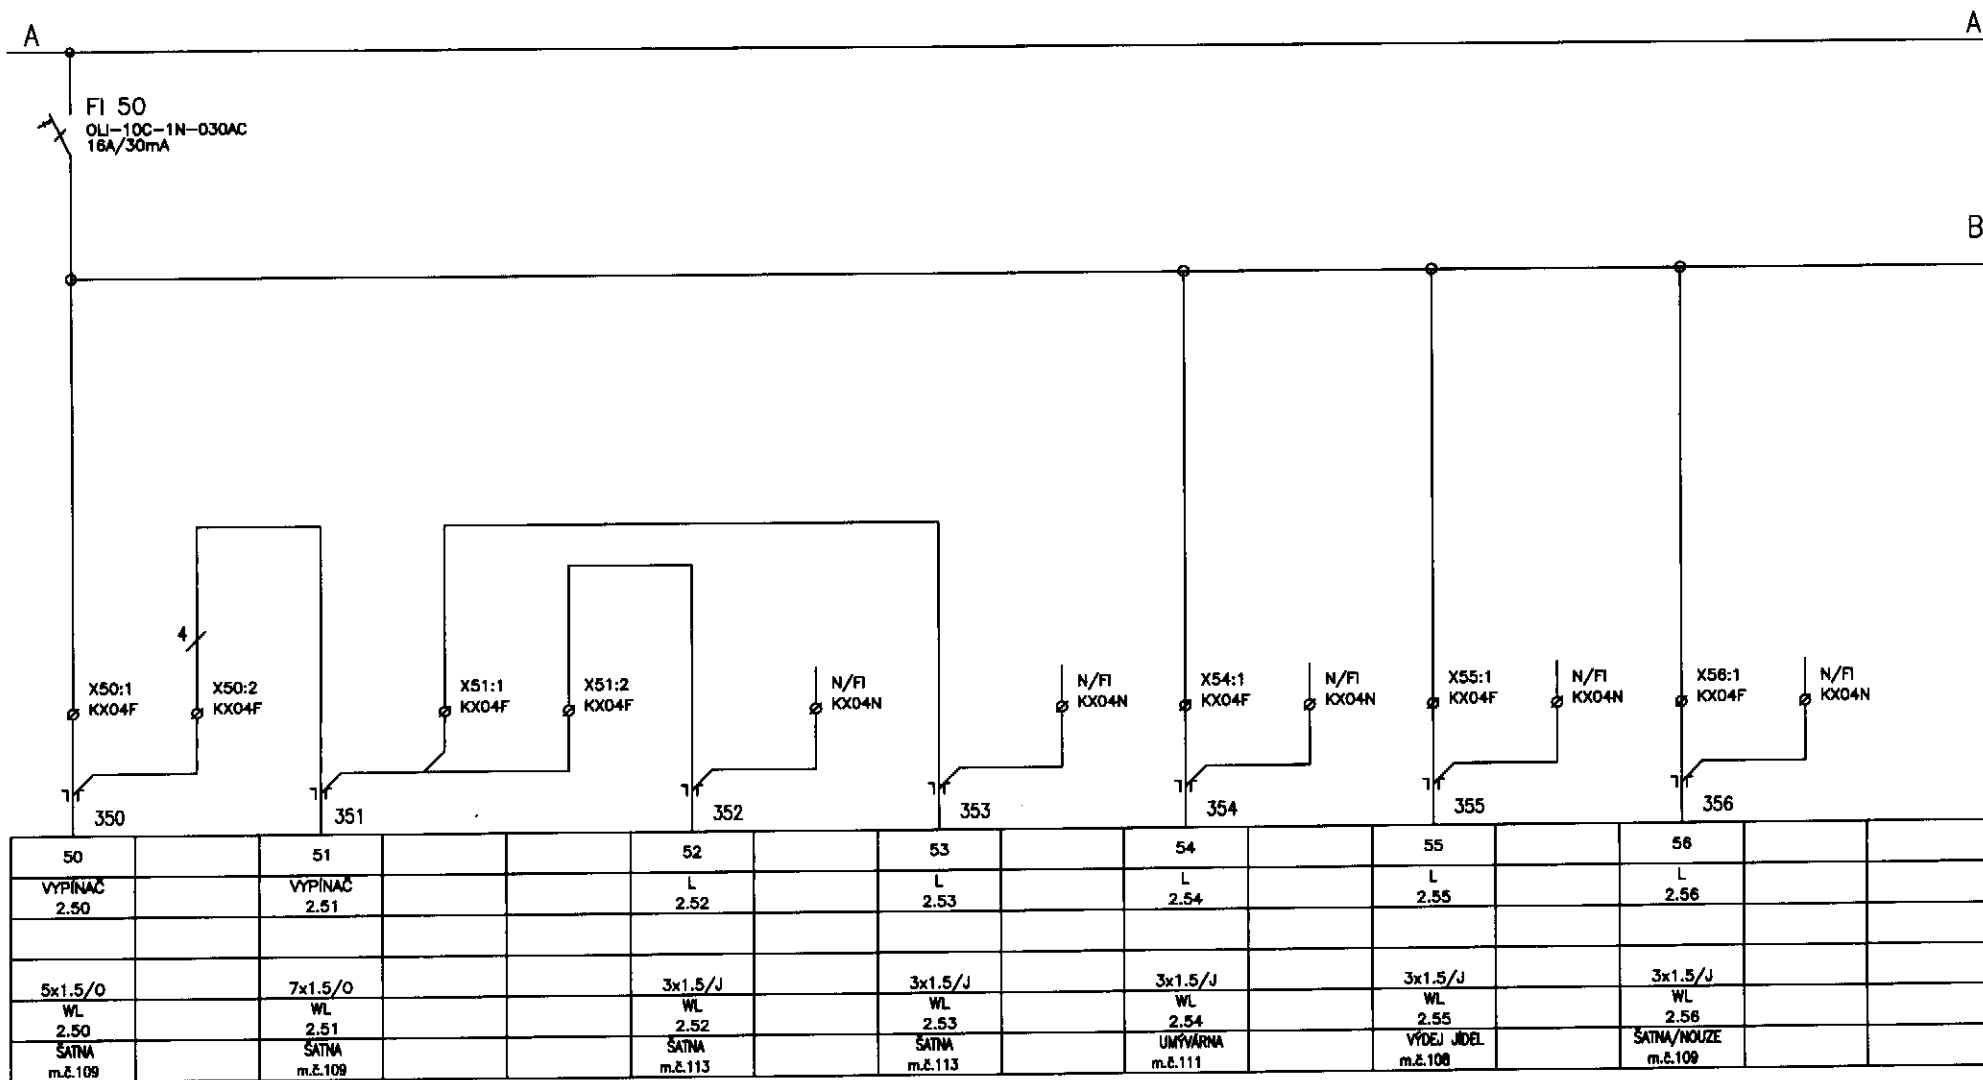 A A
FI 50
OLI-10C-1N-030AC
16A/30mA
B
4
X50:1 X50:2 X51:1 X51:2 N/FI N/FI X54:1 N/FI X55:1 N/FI X56:1 N/FI
KX04F KX04F KX04F KX04F KX04N KX04N KX04F KX04N KX04F KX04N KX04F KX04N
350 351 352 353 354 355 356
50 51 52 53 54 55 56
VYPÍNAČ VYPÍNAČ L L L L L
2.50 2.51 2.52 2.53 2.54 2.55 2.56
5x1.5/O 7x1.5/O 3x1.5/J 3x1.5/J 3x1.5/J 3x1.5/J 3x1.5/J
WL WL WL WL WL WL WL
2.50 2.51 2.52 2.53 2.54 2.55 2.56
ŠATNA ŠATNA ŠATNA ŠATNA UMÝVÁRNA VÝDEJ JÍDEL ŠATNA/NOUZE
m.č.109 m.č.109 m.č.113 m.č.113 m.č.111 m.č.108 m.č.109